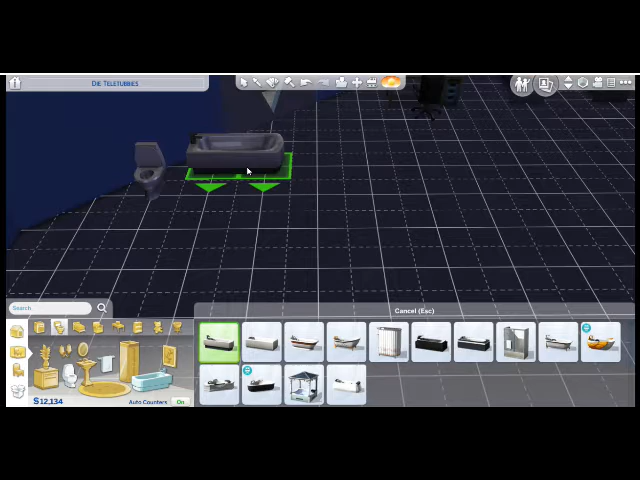 DIE TELETUBBIES
Search.
Cancel (Esc)
$12,134
Auto Counters
On